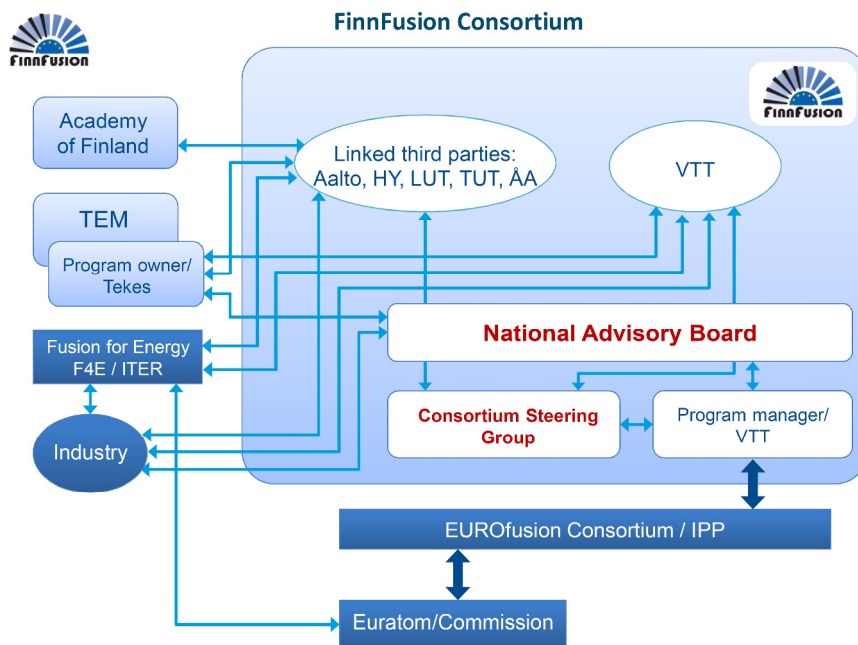 FinnFusion Consortium
FinnFusion
FinnFusion
Academy
of Finland
Linked third parties:
Aalto, HY, LUT, TUT, ÅA
VTT
TEM
Program owner/
Tekes
National Advisory Board
Fusion for Energy
F4E / ITER
Consortium Steering
Group
Program manager/
VTT
Industry
EUROfusion Consortium / IPP
Euratom/Commission